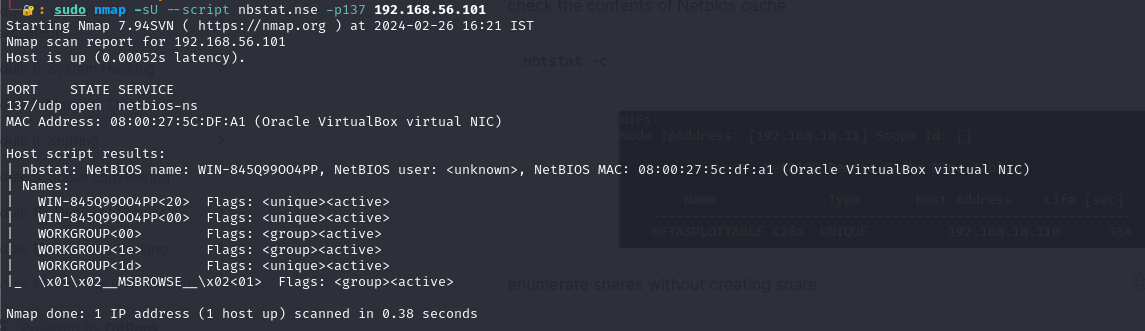 : sudo nmap -sU --script nbstat.nse -p137 192.168.56.101
Starting Nmap 7.94SVN ( https://nmap.org ) at 2024-02-26 16:21 IST
Nmap scan report for 192.168.56.101
Host is up (0.00052s latency).
PORT    STATE SERVICE
137/udp open  netbios-ns
MAC Address: 08:00:27:5C:DF:A1 (Oracle VirtualBox virtual NIC)
Host script results:
| nbstat: NetBIOS name: WIN-845Q99OO4PP, NetBIOS user: <unknown>, NetBIOS MAC: 08:00:27:5c:df:a1 (Oracle VirtualBox virtual NIC)
| Names:
|   WIN-845Q99OO4PP<20>  Flags: <unique><active>
|   WIN-845Q99OO4PP<00>  Flags: <unique><active>
|   WORKGROUP<00>        Flags: <group><active>
|   WORKGROUP<1e>        Flags: <group><active>
|   WORKGROUP<1d>        Flags: <unique><active>
|_  \x01\x02__MSBROWSE__\x02<01>  Flags: <group><active>
Nmap done: 1 IP address (1 host up) scanned in 0.38 seconds
check the contents of Netbios cache
nbtstat -c
WiFi:
Node IpAddress: [192.168.18.11] Scope Id: []
Name Type Host Address Life [sec]
METASPLOITABLE <20> UNIQUE 192.168.18.110 334
enumerate shares without creating share